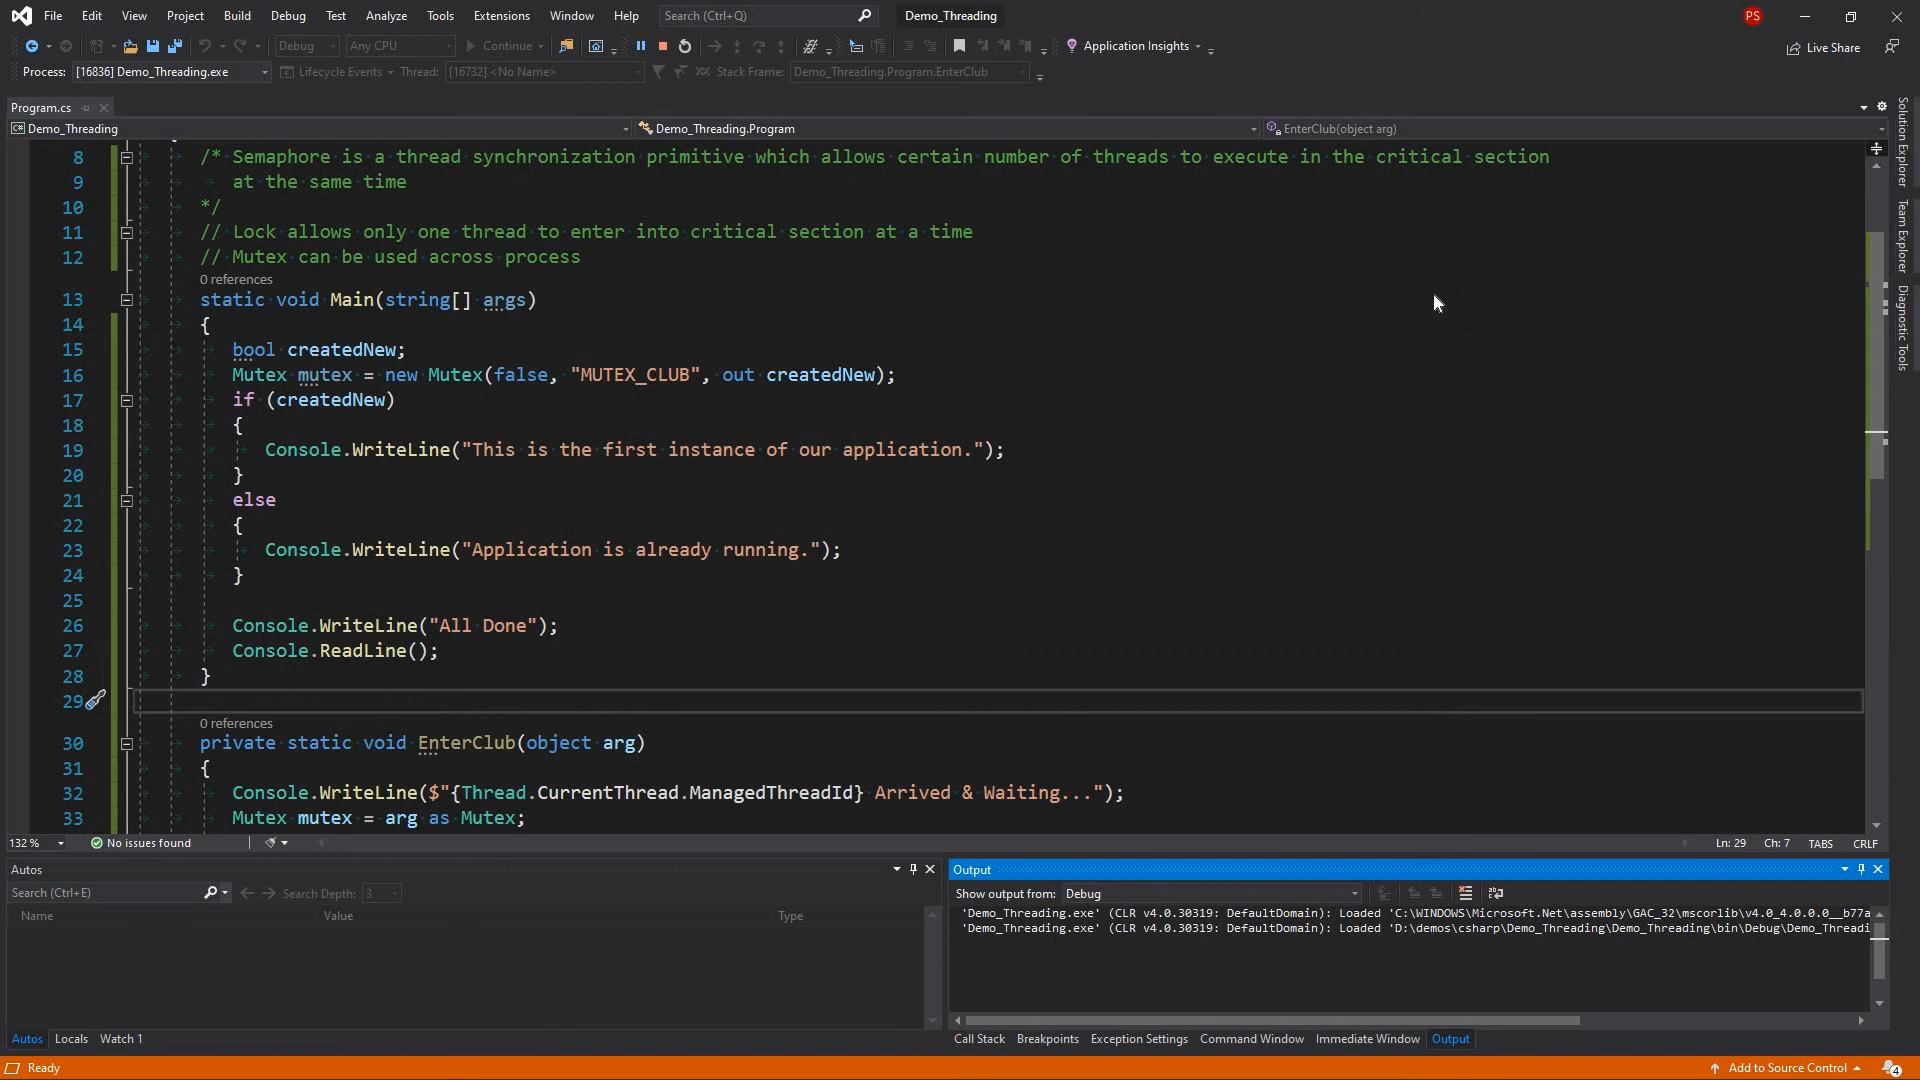 File Edit View Project Build Debug Test Analyze Tools Extensions Window Help Search (Ctrl+Q) Demo_Threading PS
Debug Any CPU Continue Application Insights Live Share
Process: [16836] Demo_Threading.exe Lifecycle Events Thread: [16732] <No Name> Stack Frame: Demo_Threading.Program.EnterClub
Program.cs
C# Demo_Threading Demo_Threading.Program EnterClub(object arg)
8 /* Semaphore is a thread synchronization primitive which allows certain number of threads to execute in the critical section
9 at the same time
10 */
11 // Lock allows only one thread to enter into critical section at a time
12 // Mutex can be used across process
0 references
13 static void Main(string[] args)
14 {
15 bool createdNew;
16 Mutex mutex = new Mutex(false, "MUTEX_CLUB", out createdNew);
17 if (createdNew)
18 {
19 Console.WriteLine("This is the first instance of our application.");
20 }
21 else
22 {
23 Console.WriteLine("Application is already running.");
24 }
25
26 Console.WriteLine("All Done");
27 Console.ReadLine();
28 }
29
0 references
30 private static void EnterClub(object arg)
31 {
32 Console.WriteLine($"{Thread.CurrentThread.ManagedThreadId} Arrived & Waiting...");
33 Mutex mutex = arg as Mutex;
132 % No issues found Ln: 29 Ch: 7 TABS CRLF
Solution Explorer
Team Explorer
Diagnostic Tools
Autos
Search (Ctrl+E) Search Depth: 3
Name Value Type
Autos Locals Watch 1
Output
Show output from: Debug
'Demo_Threading.exe' (CLR v4.0.30319: DefaultDomain): Loaded 'C:\WINDOWS\Microsoft.Net\assembly\GAC_32\mscorlib\v4.0_4.0.0.0__b77a
'Demo_Threading.exe' (CLR v4.0.30319: DefaultDomain): Loaded 'D:\demos\csharp\Demo_Threading\Demo_Threading\bin\Debug\Demo_Threadi
Call Stack Breakpoints Exception Settings Command Window Immediate Window Output
Ready Add to Source Control 4